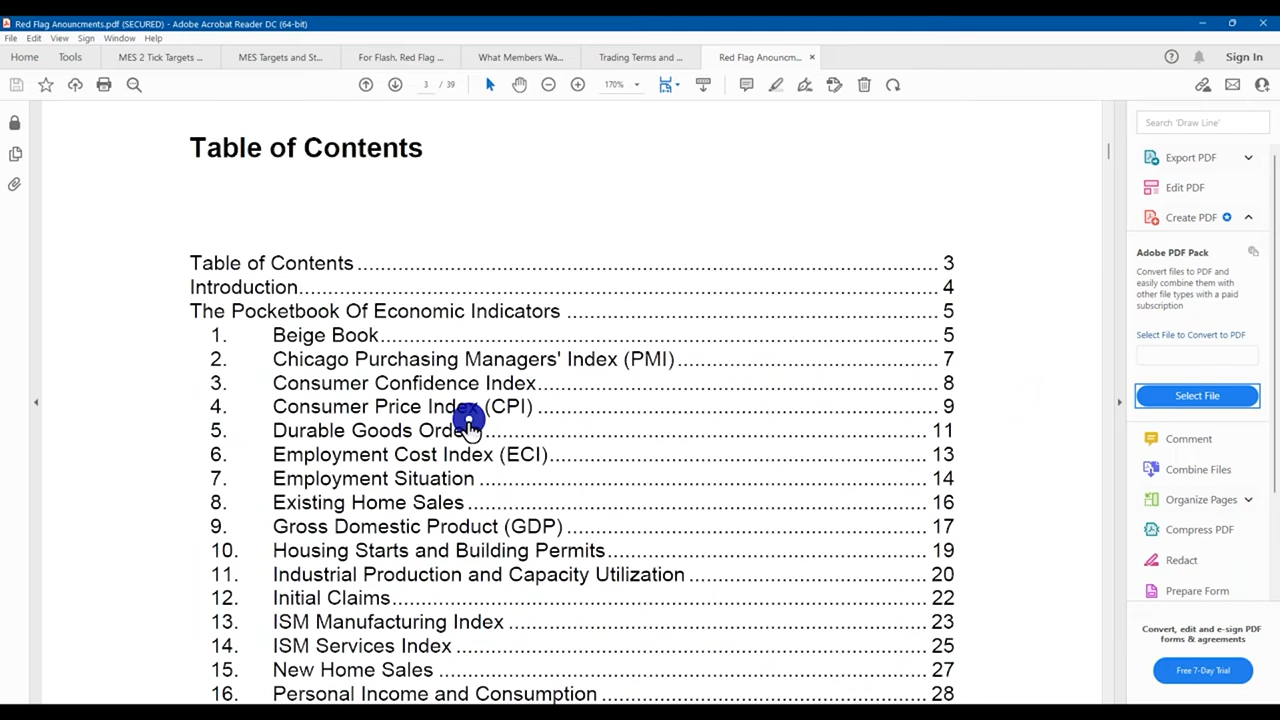 Red Flag Anouncments.pdf (SECURED) - Adobe Acrobat Reader DC (64-bit)
File Edit View Sign Window Help
Home Tools MES 2 Tick Targets ... MES Targets and St... For Flash, Red Flag ... What Members Wa... Trading Terms and ... Red Flag Anouncm... × Sign In
3 / 39 170%
Table of Contents
Table of Contents 3
Introduction 4
The Pocketbook Of Economic Indicators 5
1. Beige Book 5
2. Chicago Purchasing Managers' Index (PMI) 7
3. Consumer Confidence Index 8
4. Consumer Price Index (CPI) 9
5. Durable Goods 11
6. Employment Cost Index (ECI) 13
7. Employment Situation 14
8. Existing Home Sales 16
9. Gross Domestic Product (GDP) 17
10. Housing Starts and Building Permits 19
11. Industrial Production and Capacity Utilization 20
12. Initial Claims 22
13. ISM Manufacturing Index 23
14. ISM Services Index 25
15. New Home Sales 27
16. Personal Income and Consumption 28
Search 'Draw Line'
Export PDF
Edit PDF
Create PDF
Adobe PDF Pack
Convert files to PDF and
easily combine them with
other file types with a paid
subscription
Select File to Convert to PDF
Select File
Comment
Combine Files
Organize Pages
Compress PDF
Redact
Prepare Form
Convert, edit and e-sign PDF
forms & agreements
Free 7-Day Trial